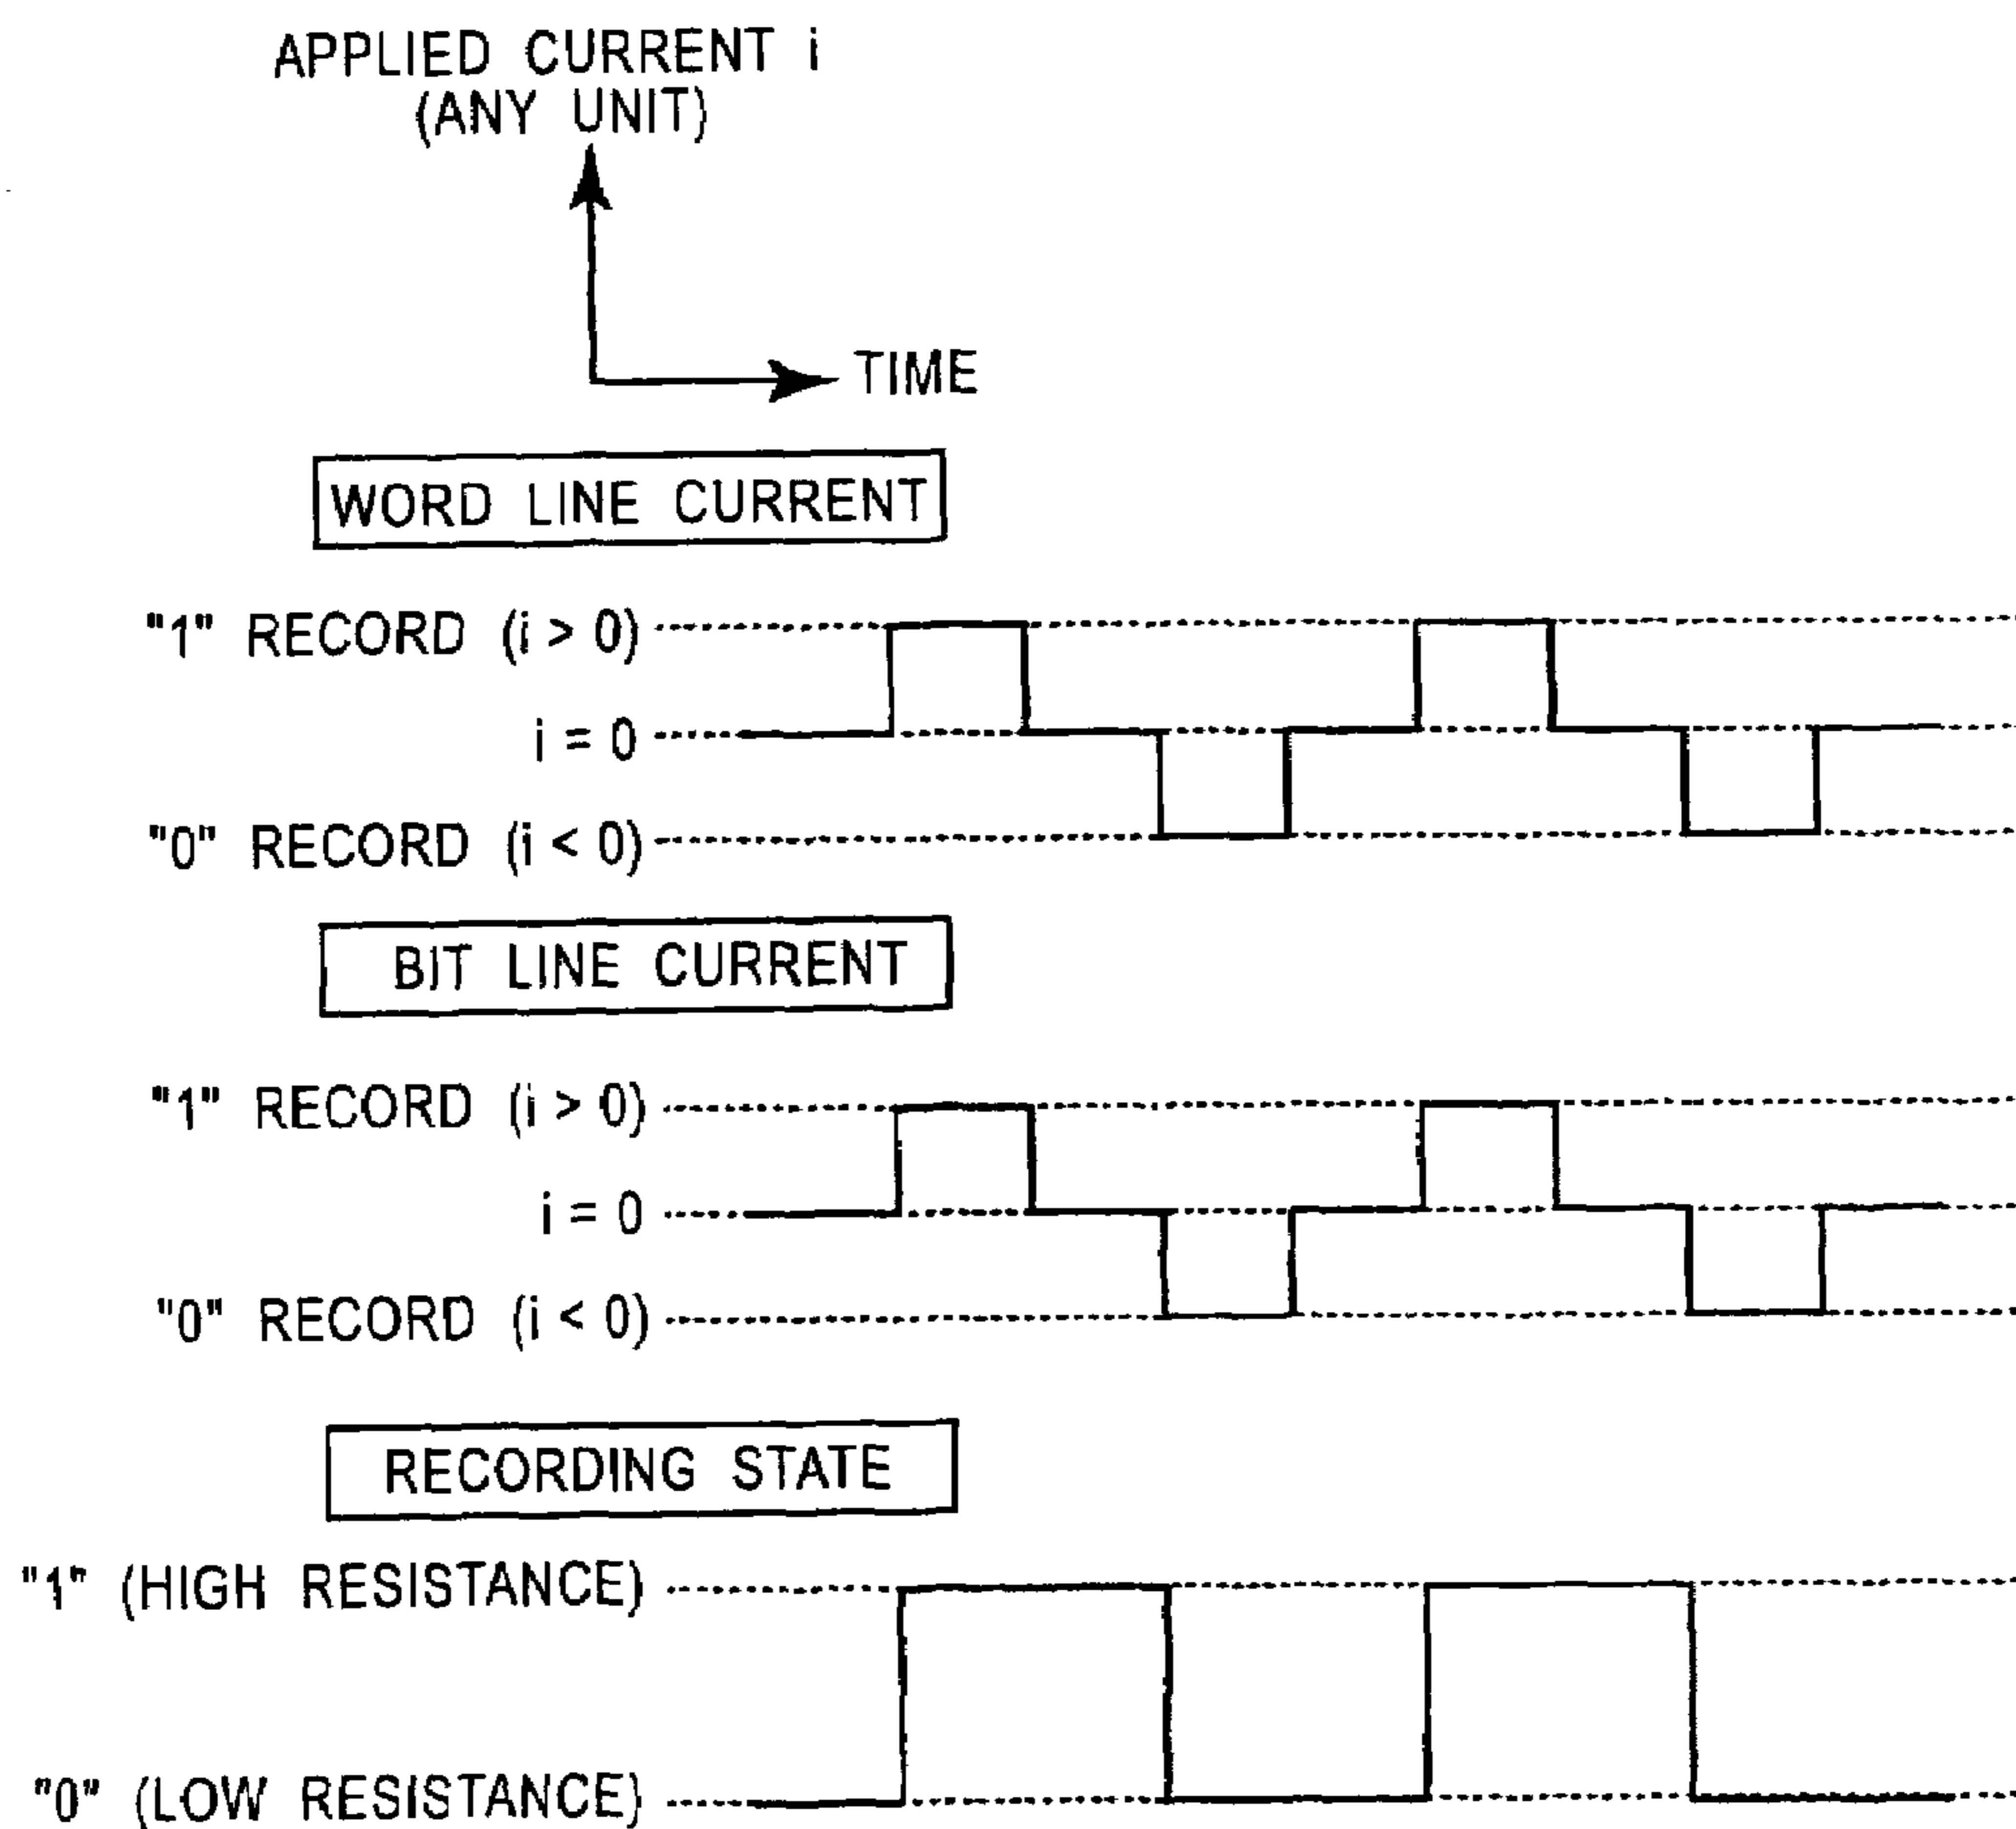 APPLIED CURRENT i
(ANY UNIT)
TIME
WORD LINE CURRENT
"1" RECORD (i > 0)
i = 0
"0" RECORD (i < 0)
BIT LINE CURRENT
"1" RECORD (i > 0)
i = 0
"0" RECORD (i < 0)
RECORDING STATE
"1" (HIGH RESISTANCE)
"0" (LOW RESISTANCE)